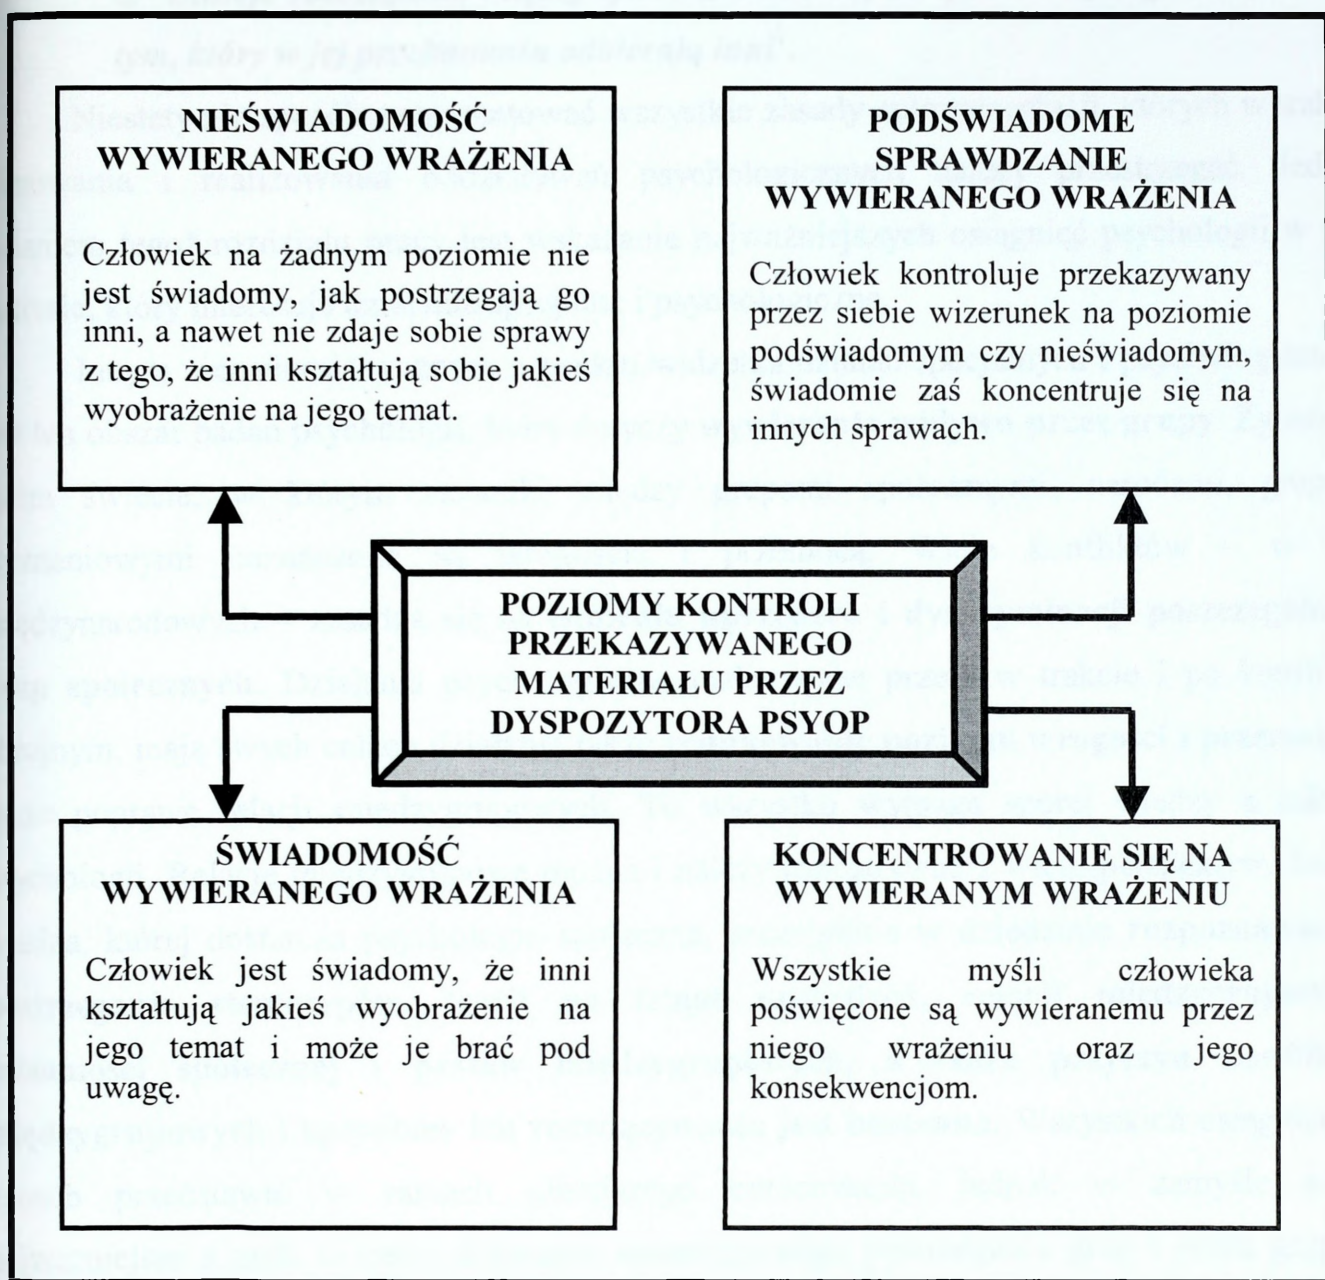 NIEŚWIADOMOŚĆ
WYWIERANEGO WRAŻENIA
Człowiek na żadnym poziomie nie
jest świadomy, jak postrzegają go
inni, a nawet nie zdaje sobie sprawy
z tego, że inni kształtują sobie jakieś
wyobrażenie na jego temat.
PODŚWIADOME
SPRAWDZANIE
WYWIERANEGO WRAŻENIA
Człowiek kontroluje przekazywany
przez siebie wizerunek na poziomie
podświadomym czy nieświadomym,
świadomie zaś koncentruje się na
innych sprawach.
POZIOMY KONTROLI
PRZEKAZYWANEGO
MATERIAŁU PRZEZ
DYSPOZYTORA PSYOP
ŚWIADOMOŚĆ
WYWIERANEGO WRAŻENIA
Człowiek jest świadomy, że inni
kształtują jakieś wyobrażenie na
jego temat i może je brać pod
uwagę.
KONCENTROWANIE SIĘ NA
WYWIERANYM WRAŻENIU
Wszystkie myśli człowieka
poświęcone są wywieranemu przez
niego wrażeniu oraz jego
konsekwencjom.